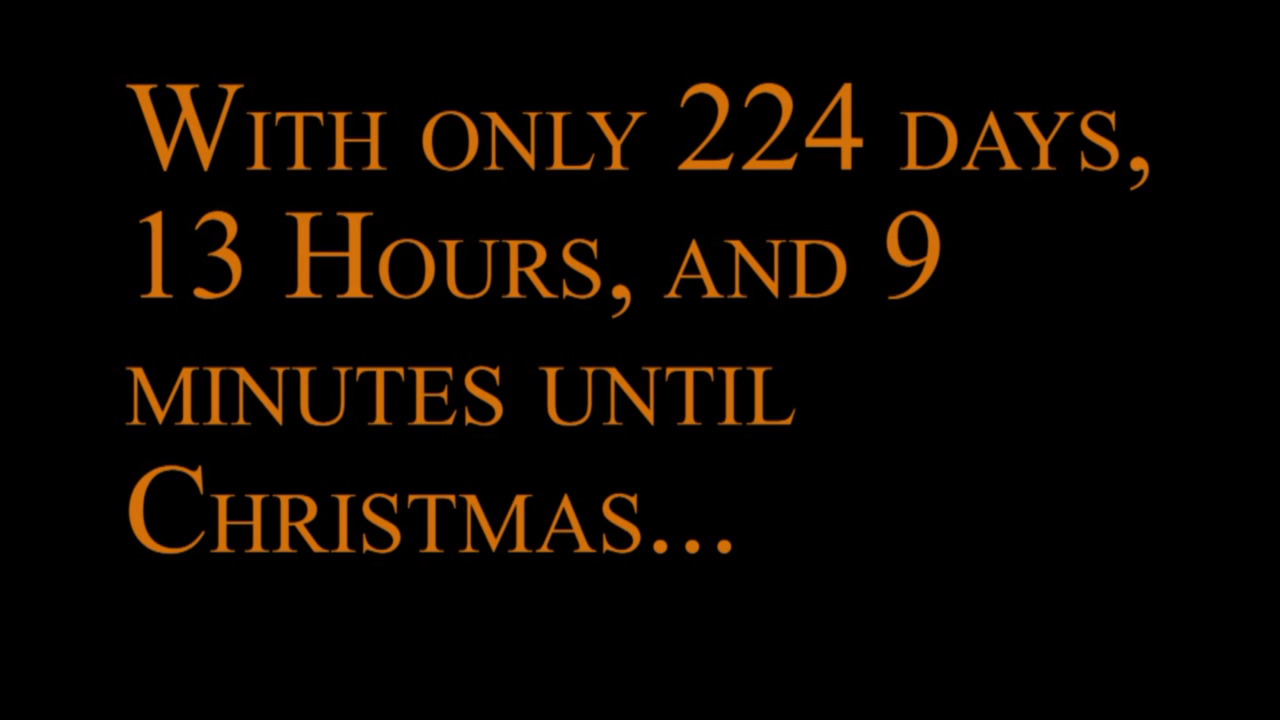 With only 224 days,
13 Hours, and 9
minutes until
Christmas...